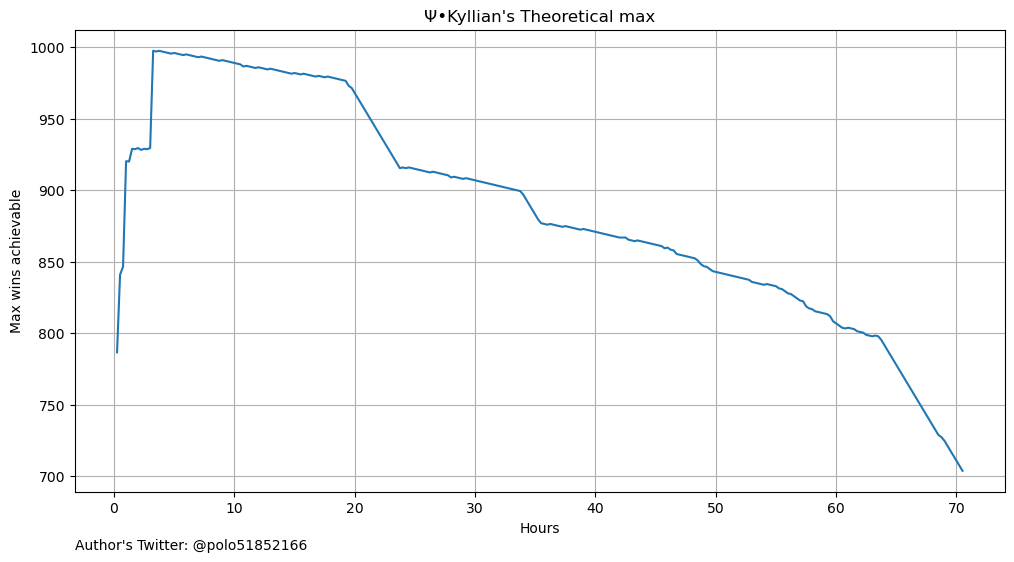 Ψ•Kyllian's Theoretical max
Max wins achievable
1000
950
900
850
800
750
700
0 10 20 30 40 50 60 70
Hours
Author's Twitter: @polo51852166